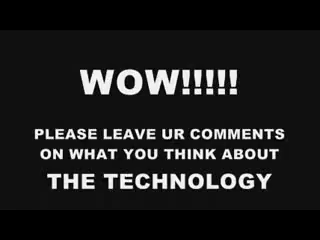 WOW!!!!!
PLEASE LEAVE UR COMMENTS
ON WHAT YOU THINK ABOUT
THE TECHNOLOGY